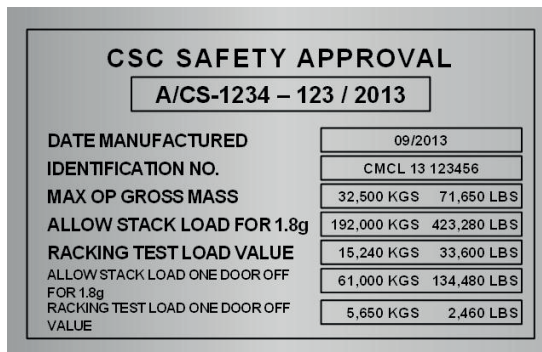 CSC SAFETY APPROVAL
A/CS-1234 – 123 / 2013
DATE MANUFACTURED 09/2013
IDENTIFICATION NO. CMCL 13 123456
MAX OP GROSS MASS 32,500 KGS 71,650 LBS
ALLOW STACK LOAD FOR 1.8g 192,000 KGS 423,280 LBS
RACKING TEST LOAD VALUE 15,240 KGS 33,600 LBS
ALLOW STACK LOAD ONE DOOR OFF
FOR 1.8g 61,000 KGS 134,480 LBS
RACKING TEST LOAD ONE DOOR OFF
VALUE 5,650 KGS 2,460 LBS